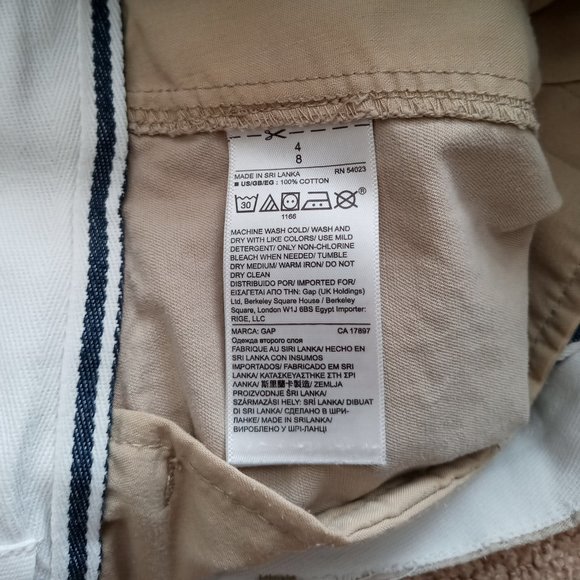 4
8
MADE IN SRI LANKA RN 54023
■ US/GB/EG : 100% COTTON
30
1166
MACHINE WASH COLD/ WASH AND
DRY WITH LIKE COLORS/ USE MILD
DETERGENT/ ONLY NON-CHLORINE
BLEACH WHEN NEEDED/ TUMBLE
DRY MEDIUM/ WARM IRON/ DO NOT
DRY CLEAN
DISTRIBUIDO POR/ IMPORTED FOR/
ΕΙΣΑΓΕΤΑΙ ΑΠΟ ΤΗΝ: Gap (UK Holdings)
Ltd, Berkeley Square House / Berkeley
Square, London W1J 6BS Egypt Importer:
RIGE, LLC
MARCA: GAP CA 17897
Одежда второго слоя
FABRIQUE AU SIRI LANKA/ HECHO EN
SRI LANKA CON INSUMOS
IMPORTADOS/ FABRICADO EM SRI
LANKA/ ΚΑΤΑΣΚΕΥΑΣΤΗΚΕ ΣΤΗ ΣΡΙ
ΛΑΝΚΑ/ 斯里蘭卡製造/ ZEMLJA
PROIZVODNJE SRI LANKA/
SZÁRMAZÁSI HELY: SRÍ LANKA/ DIBUAT
DI SRI LANKA/ СДЕЛАНО В ШРИ-
ЛАНКЕ/ MADE IN SRILANKA/
ВИРОБЛЕНО У ШРІ-ЛАНЦІ